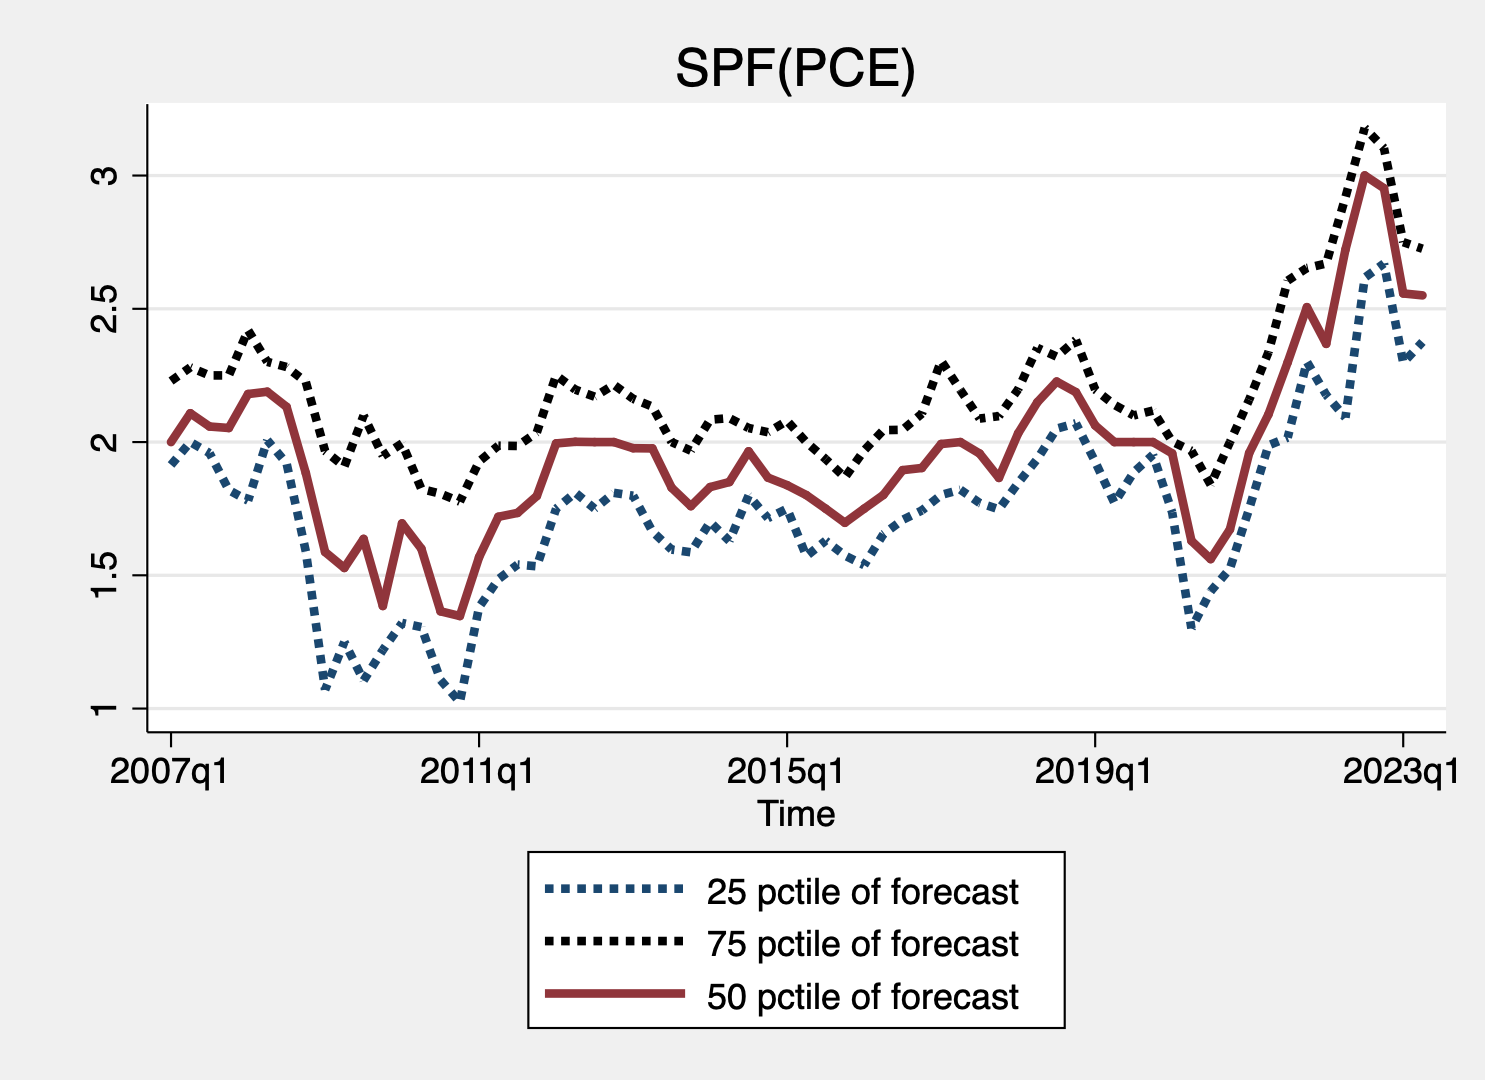 SPF(PCE)
3
2.5
2
1.5
1
2007q1 2011q1 2015q1 2019q1 2023q1
Time
25 pctile of forecast
75 pctile of forecast
50 pctile of forecast